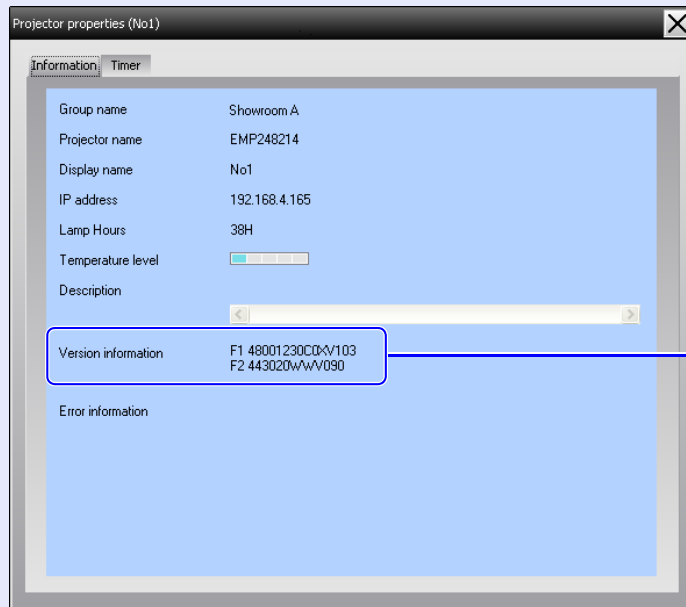 Projector properties (No1)
Information Timer
Group name Showroom A
Projector name EMP248214
Display name No1
IP address 192.168.4.165
Lamp Hours 38H
Temperature level
Description
Version information F1 48001230C0XV103
F2 443020WWV090
Error information